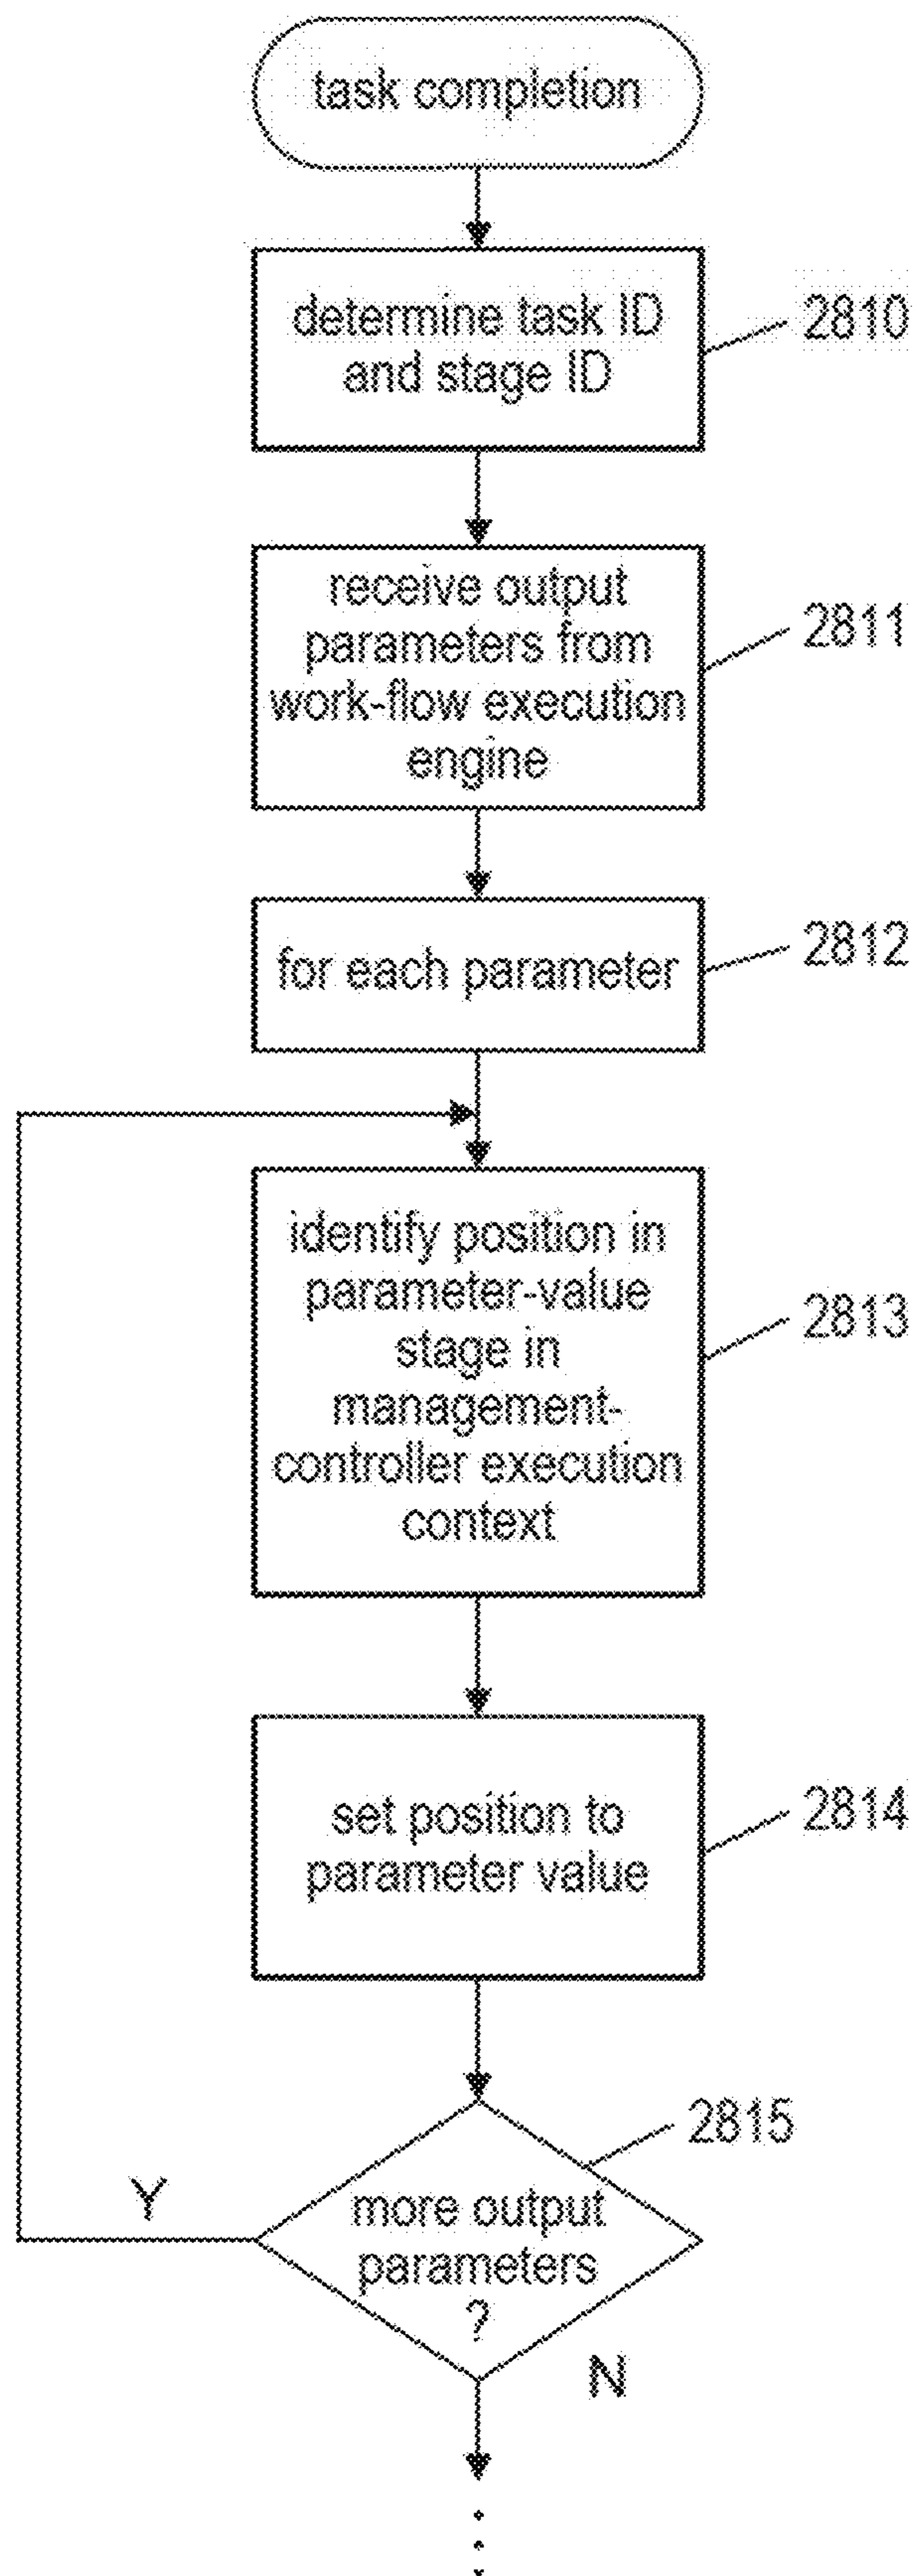 task completion
determine task ID
and stage ID
2810
receive output
parameters from
work-flow execution
engine
2811
for each parameter
2812
identify position in
parameter-value
stage in
management-
controller execution
context
2813
set position to
parameter value
2814
more output
parameters
?
2815
Y
N